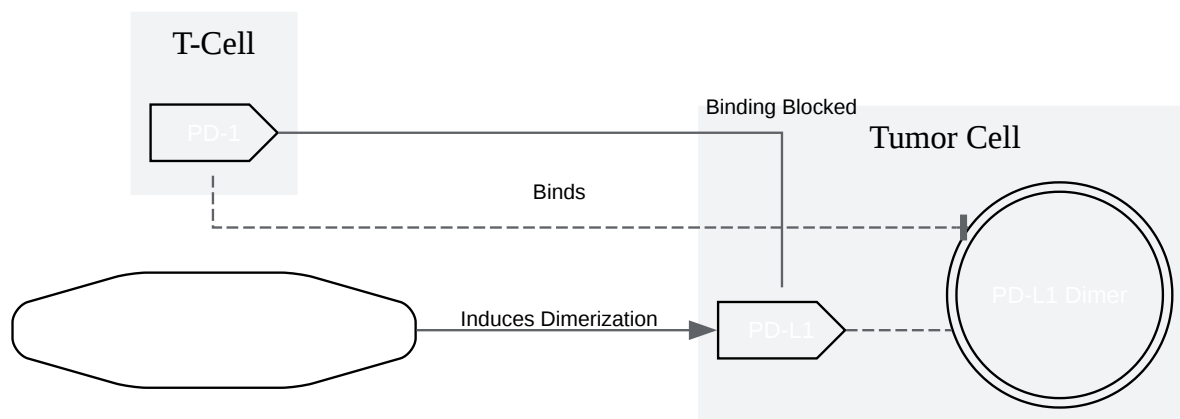 T-Cell
Binding Blocked
PD-1
Tumor Cell
Binds
PD-L1 Dimer
Induces Dimerization
PD-L1